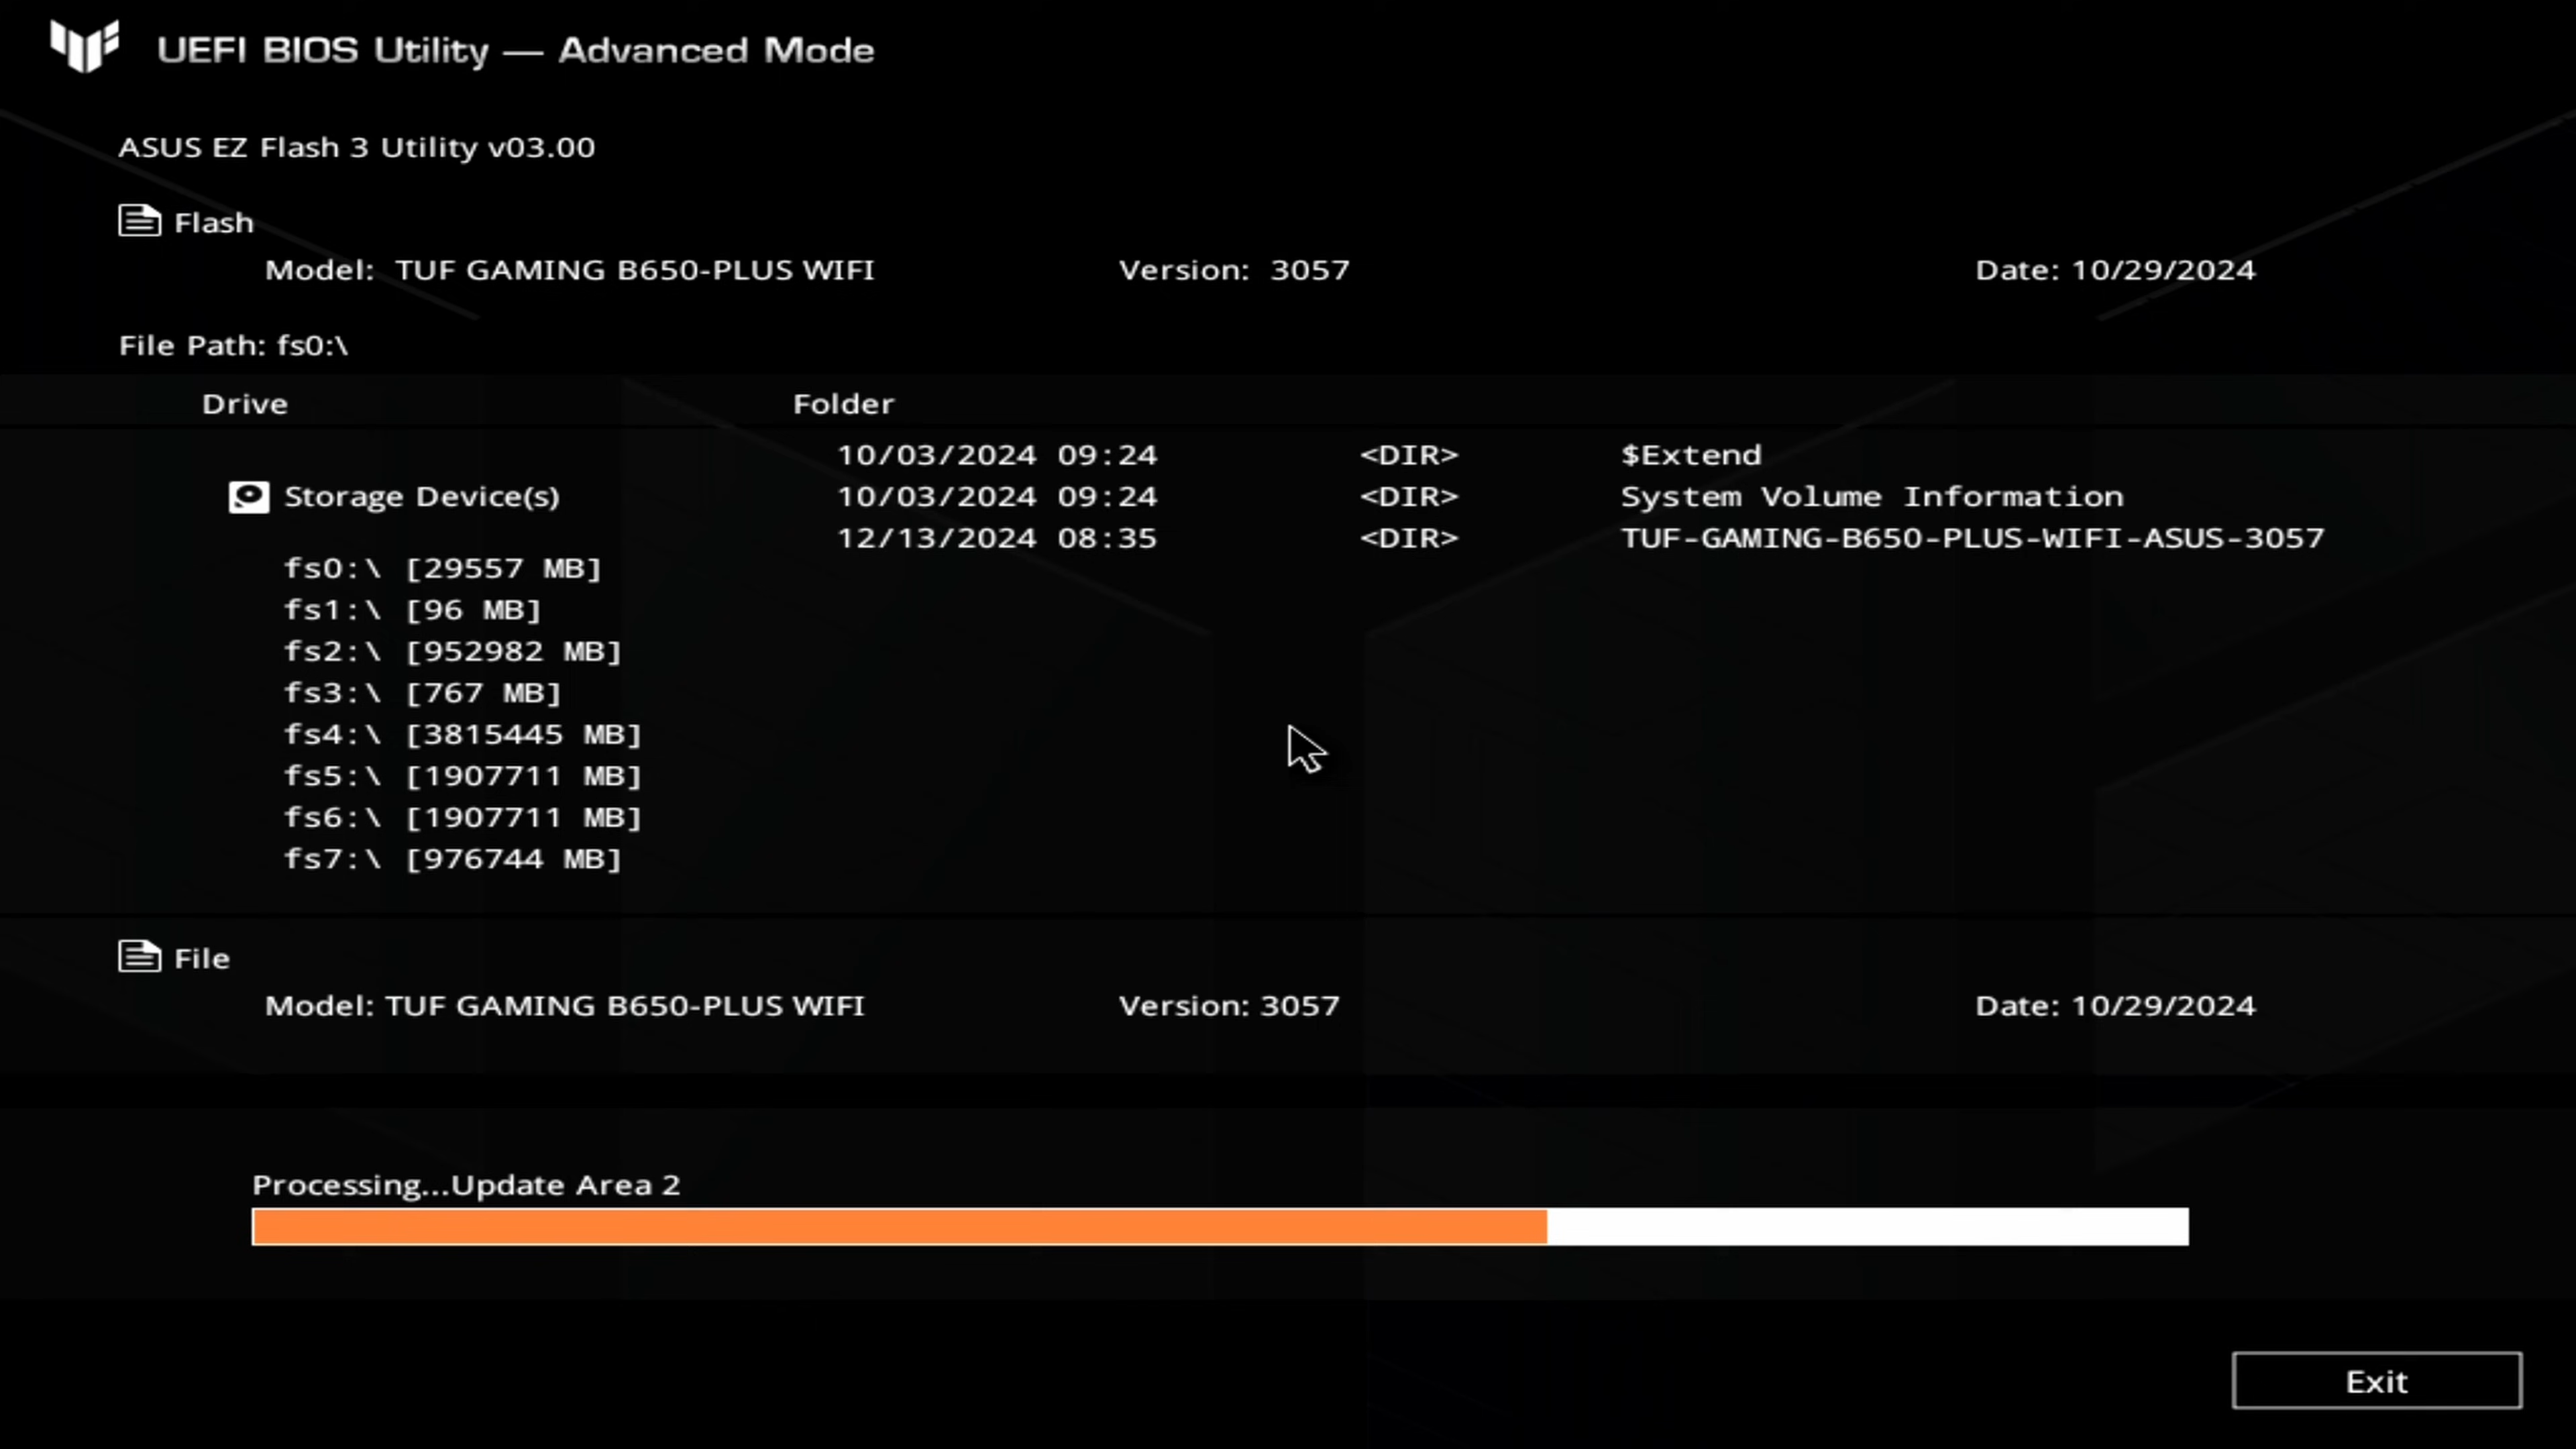 UEFI BIOS Utility — Advanced Mode
ASUS EZ Flash 3 Utility v03.00
Flash
Model: TUF GAMING B650-PLUS WIFI Version: 3057 Date: 10/29/2024
File Path: fs0:\
Drive Folder
10/03/2024 09:24 <DIR> $Extend
Storage Device(s) 10/03/2024 09:24 <DIR> System Volume Information
12/13/2024 08:35 <DIR> TUF-GAMING-B650-PLUS-WIFI-ASUS-3057
fs0:\ [29557 MB]
fs1:\ [96 MB]
fs2:\ [952982 MB]
fs3:\ [767 MB]
fs4:\ [3815445 MB]
fs5:\ [1907711 MB]
fs6:\ [1907711 MB]
fs7:\ [976744 MB]
File
Model: TUF GAMING B650-PLUS WIFI Version: 3057 Date: 10/29/2024
Processing...Update Area 2
Exit